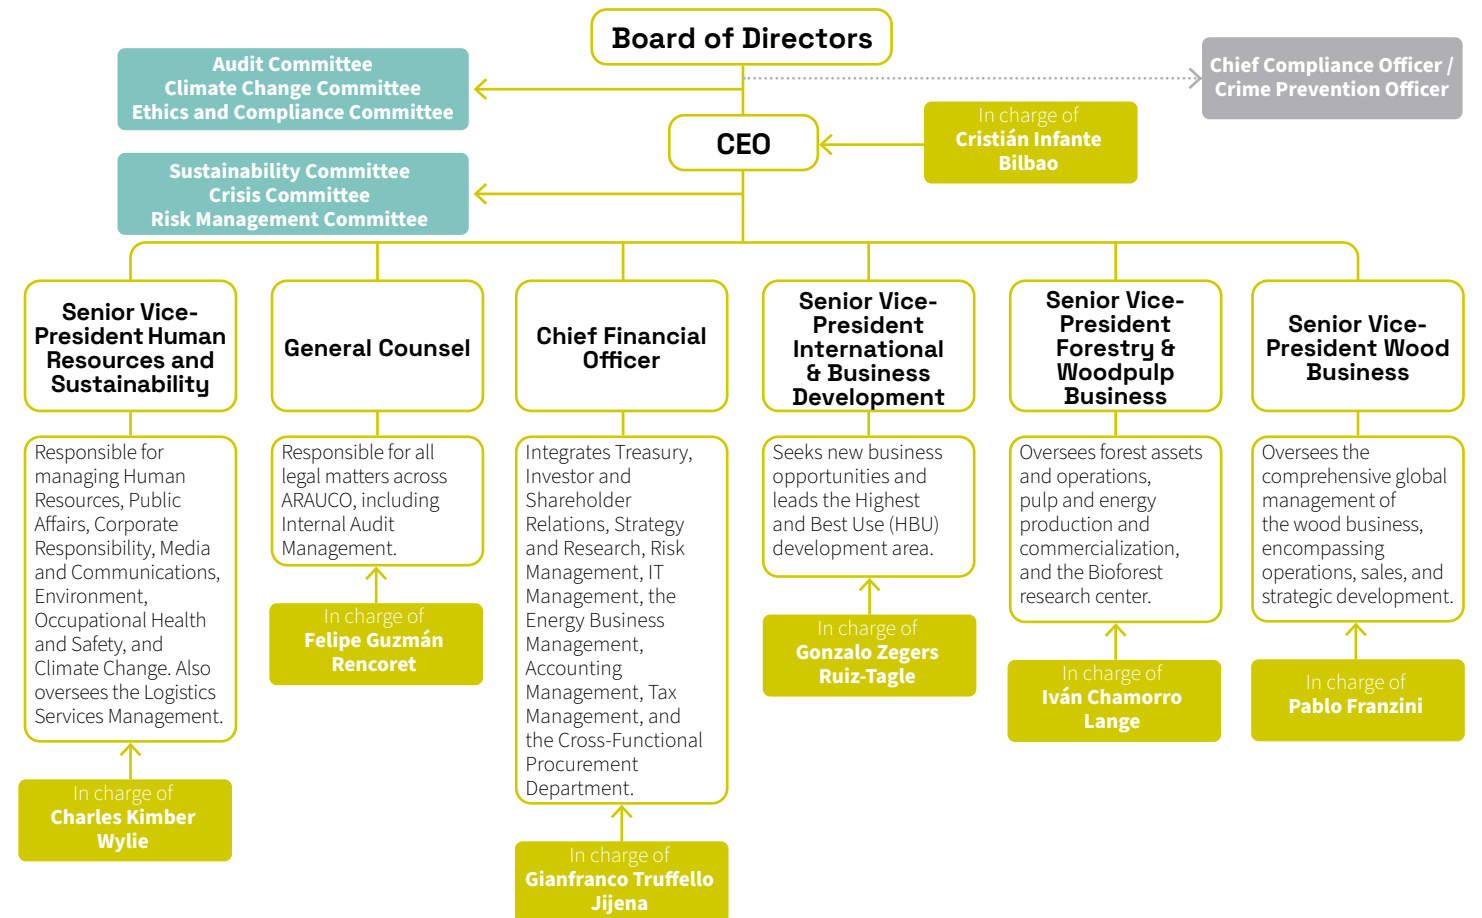 Board of Directors
Audit Committee
Climate Change Committee
Ethics and Compliance Committee
Chief Compliance Officer /
Crime Prevention Officer
CEO
In charge of
Cristián Infante
Bilbao
Sustainability Committee
Crisis Committee
Risk Management Committee
Senior Vice-
President Human
Resources and
Sustainability
Responsible for
managing Human
Resources, Public
Affairs, Corporate
Responsibility, Media
and Communications,
Environment,
Occupational Health
and Safety, and
Climate Change. Also
oversees the Logistics
Services Management.
In charge of
Charles Kimber
Wylie
General Counsel
Responsible for all
legal matters across
ARAUCO, including
Internal Audit
Management.
In charge of
Felipe Guzmán
Rencoret
Chief Financial
Officer
Integrates Treasury,
Investor and
Shareholder
Relations, Strategy
and Research, Risk
Management, IT
Management, the
Energy Business
Management,
Accounting
Management, Tax
Management, and
the Cross-Functional
Procurement
Department.
In charge of
Gianfranco Truffello
Jijena
Senior Vice-
President
International
& Business
Development
Seeks new business
opportunities and
leads the Highest
and Best Use (HBU)
development area.
In charge of
Gonzalo Zegers
Ruiz-Tagle
Senior Vice-
President
Forestry &
Woodpulp
Business
Oversees forest assets
and operations,
pulp and energy
production and
commercialization,
and the Bioforest
research center.
In charge of
Iván Chamorro
Lange
Senior Vice-
President Wood
Business
Oversees the
comprehensive global
management of
the wood business,
encompassing
operations, sales, and
strategic development.
In charge of
Pablo Franzini